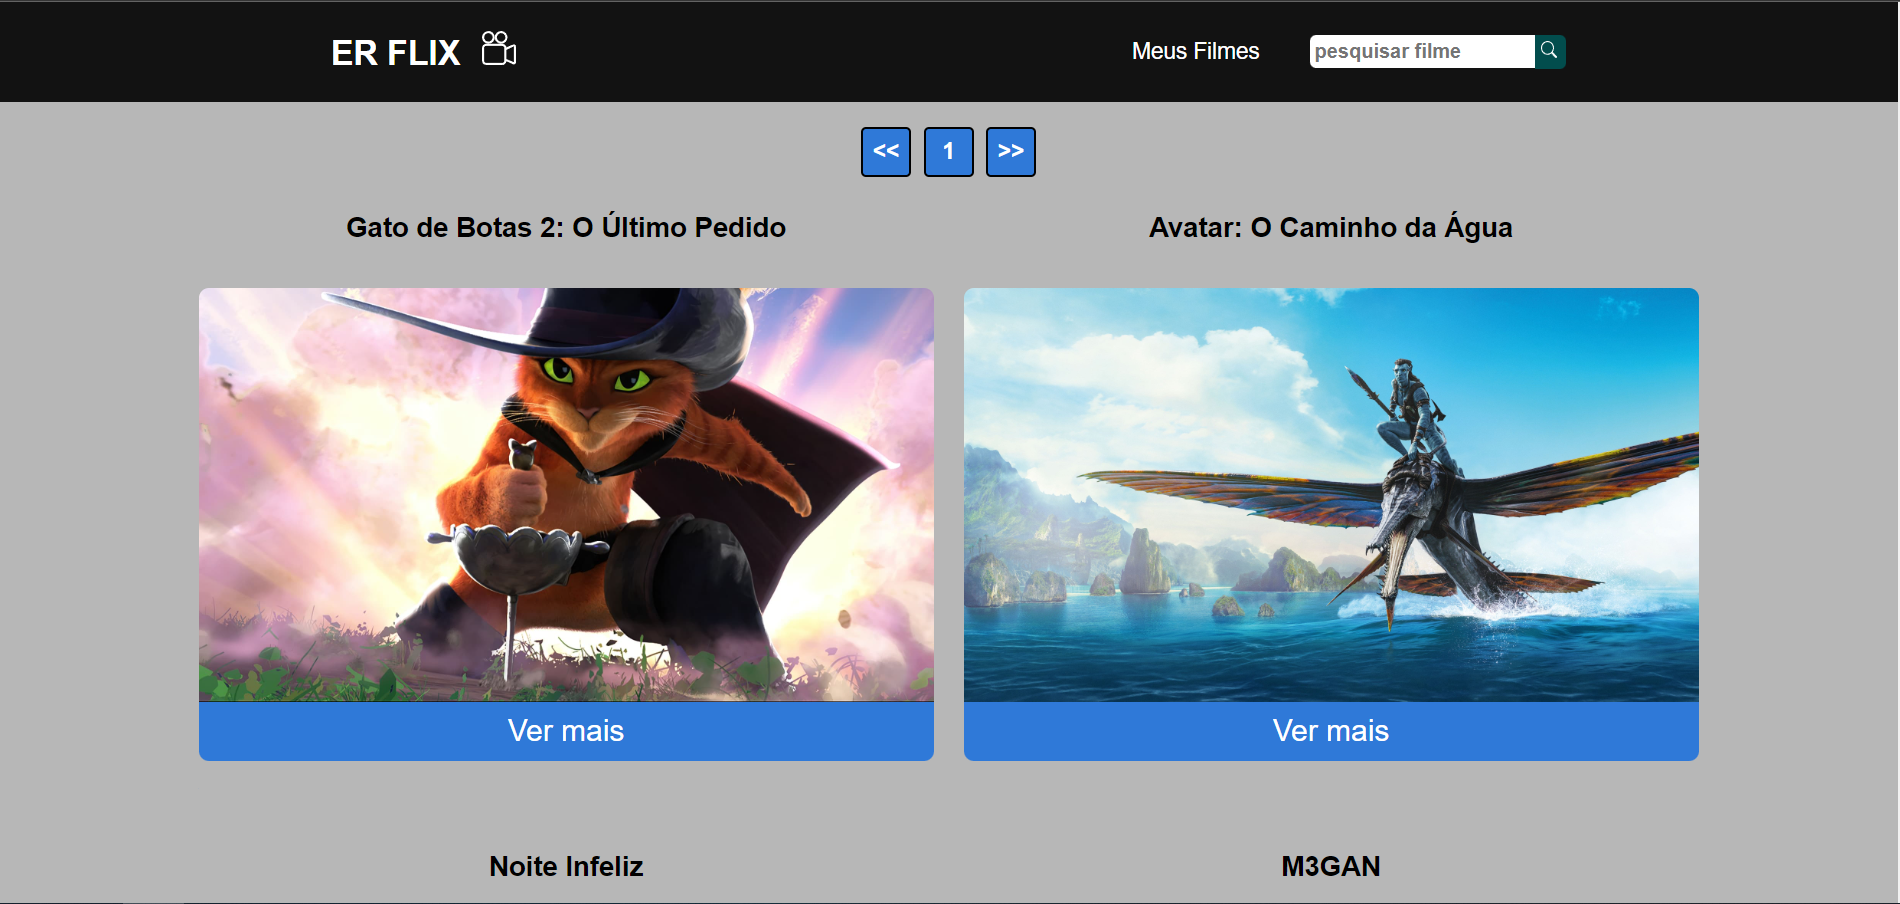 ER FLIX
Meus Filmes
pesquisar filme
<< 1 >>
Gato de Botas 2: O Último Pedido
Avatar: O Caminho da Água
Ver mais
Ver mais
Noite Infeliz
M3GAN